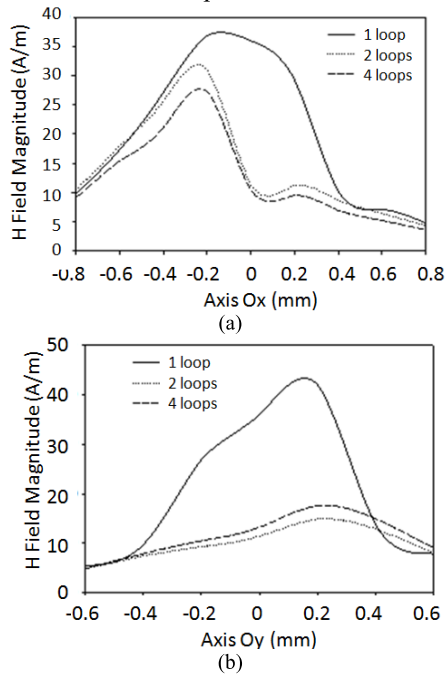 H Field Magnitude (A/m)
40
35
30
25
20
15
10
5
0
1 loop
2 loops
4 loops
-0.8 -0.6 -0.4 -0.2 0 0.2 0.4 0.6 0.8
Axis Ox (mm)
(a)
H Field Magnitude (A/m)
50
40
30
20
10
0
1 loop
2 loops
4 loops
-0.6 -0.4 -0.2 0 0.2 0.4 0.6
Axis Oy (mm)
(b)